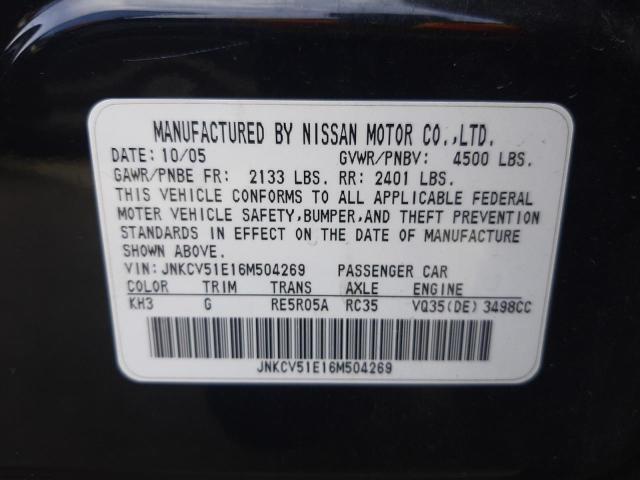 MANUFACTURED BY NISSAN MOTOR CO.,LTD.
DATE: 10/05 GVWR/PNBV: 4500 LBS.
GAWR/PNBE FR: 2133 LBS. RR: 2401 LBS.
THIS VEHICLE CONFORMS TO ALL APPLICABLE FEDERAL
MOTOR VEHICLE SAFETY,BUMPER,AND THEFT PREVENTION
STANDARDS IN EFFECT ON THE DATE OF MANUFACTURE
SHOWN ABOVE.
VIN: JNKCV51E16M504269 PASSENGER CAR
COLOR TRIM TRANS AXLE ENGINE
KH3 G RE5R05A RC35 VQ35(DE) 3498CC
JNKCV51E16M504269